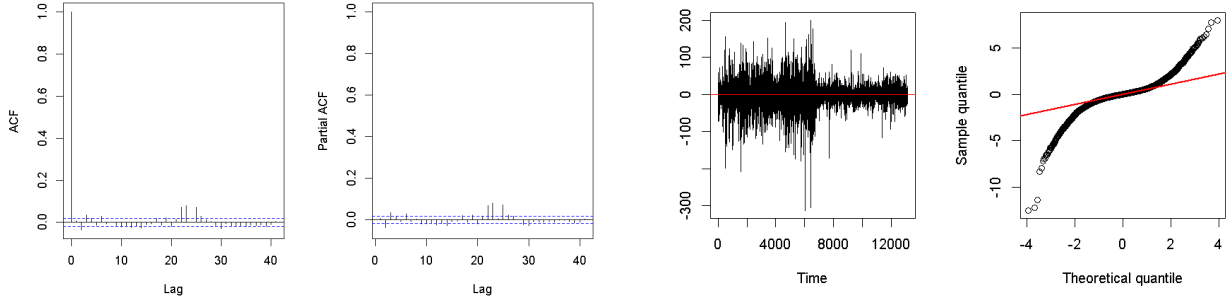 ACF
0.0 0.2 0.4 0.6 0.8 1.0
0 10 20 30 40
Lag
Partial ACF
0.0 0.2 0.4 0.6 0.8 1.0
0 10 20 30 40
Lag
-300 -100 0 100 200
0 4000 8000 12000
Time
Sample quantile
-10 -5 0 5
-4 -2 0 2 4
Theoretical quantile